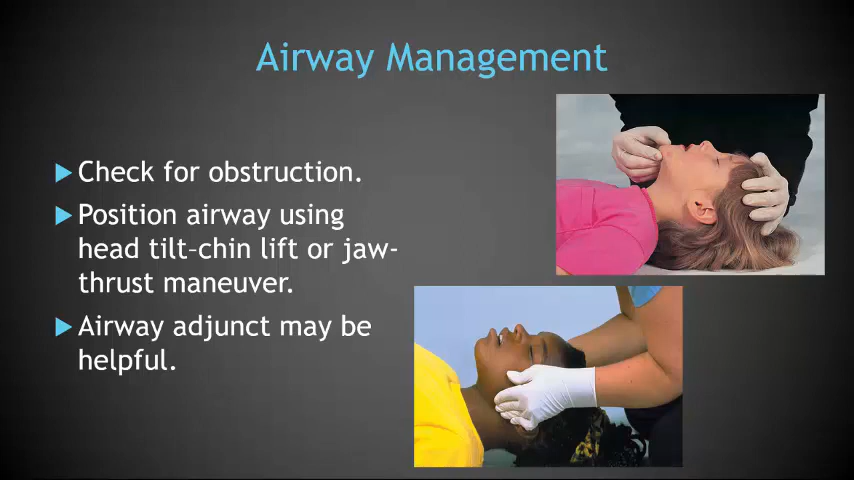 Airway Management
Check for obstruction.
Position airway using
head tilt–chin lift or jaw-
thrust maneuver.
Airway adjunct may be
helpful.